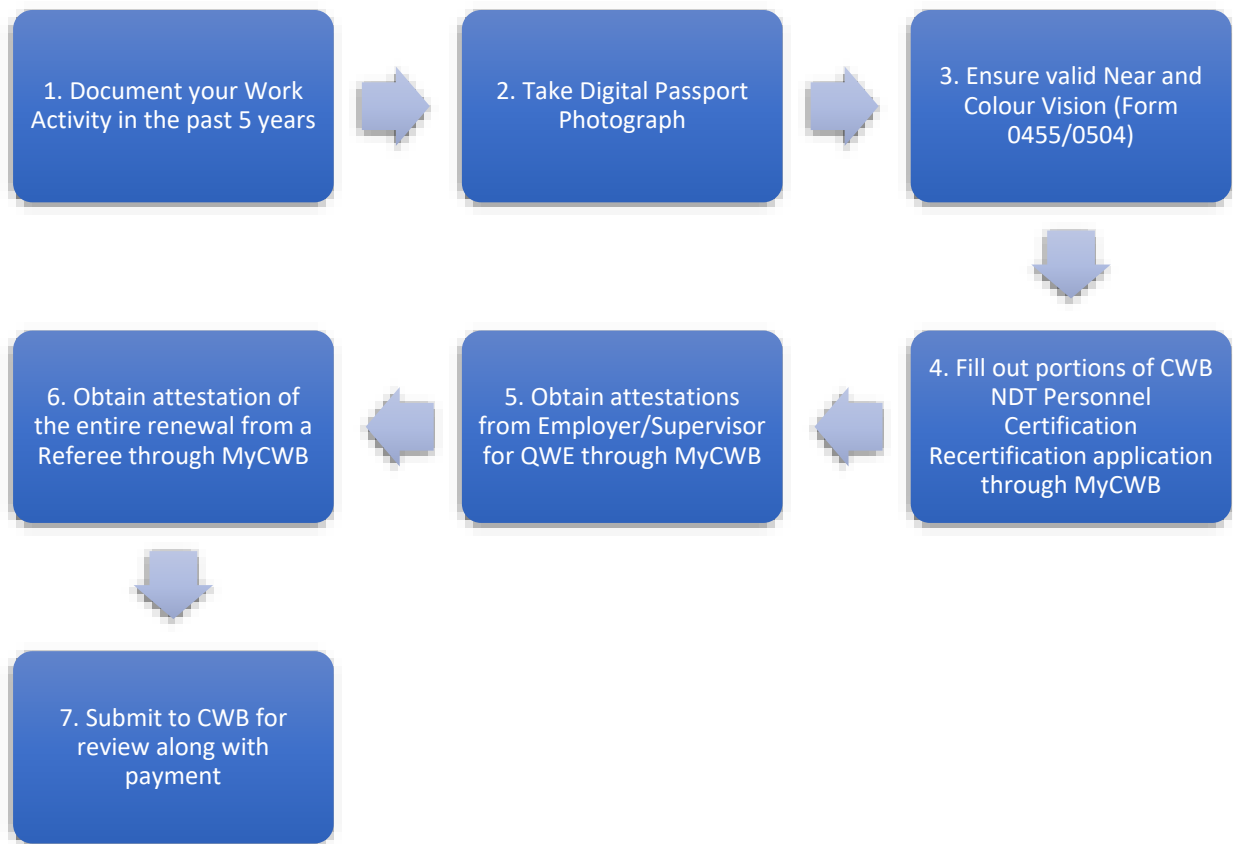 1. Document your Work
Activity in the past 5 years
2. Take Digital Passport
Photograph
3. Ensure valid Near and
Colour Vision (Form
0455/0504)
4. Fill out portions of CWB
NDT Personnel
Certification
Recertification application
through MyCWB
5. Obtain attestations
from Employer/Supervisor
for QWE through MyCWB
6. Obtain attestation of
the entire renewal from a
Referee through MyCWB
7. Submit to CWB for
review along with
payment